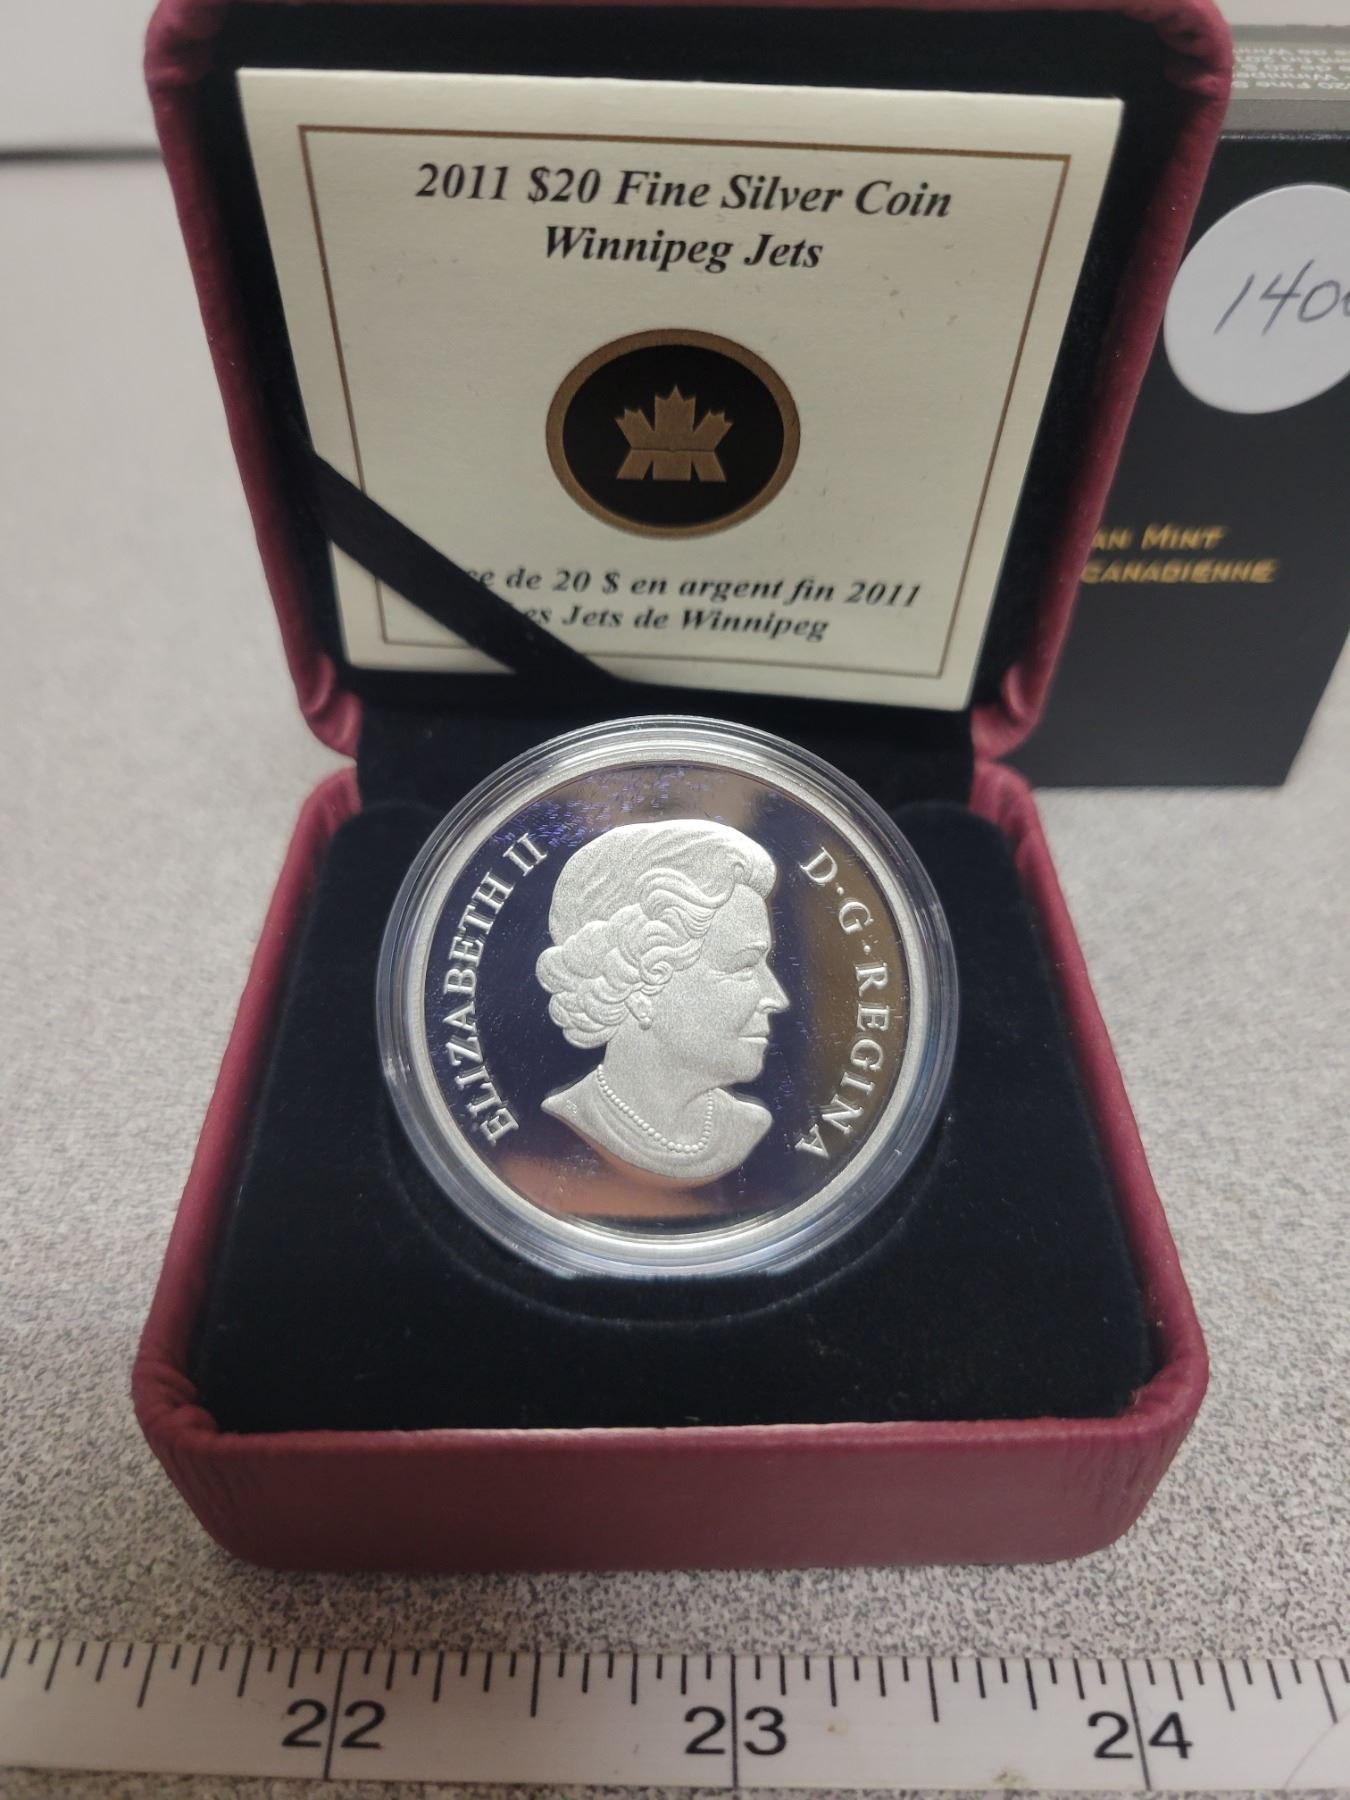 2011 $20 Fine Silver Coin
Winnipeg Jets
de 20 $ en argent fin 2011
Jets de Winnipeg
140
MINT
CANADIENNE
ELIZABETH II
D·G·REGINA
22 23 24